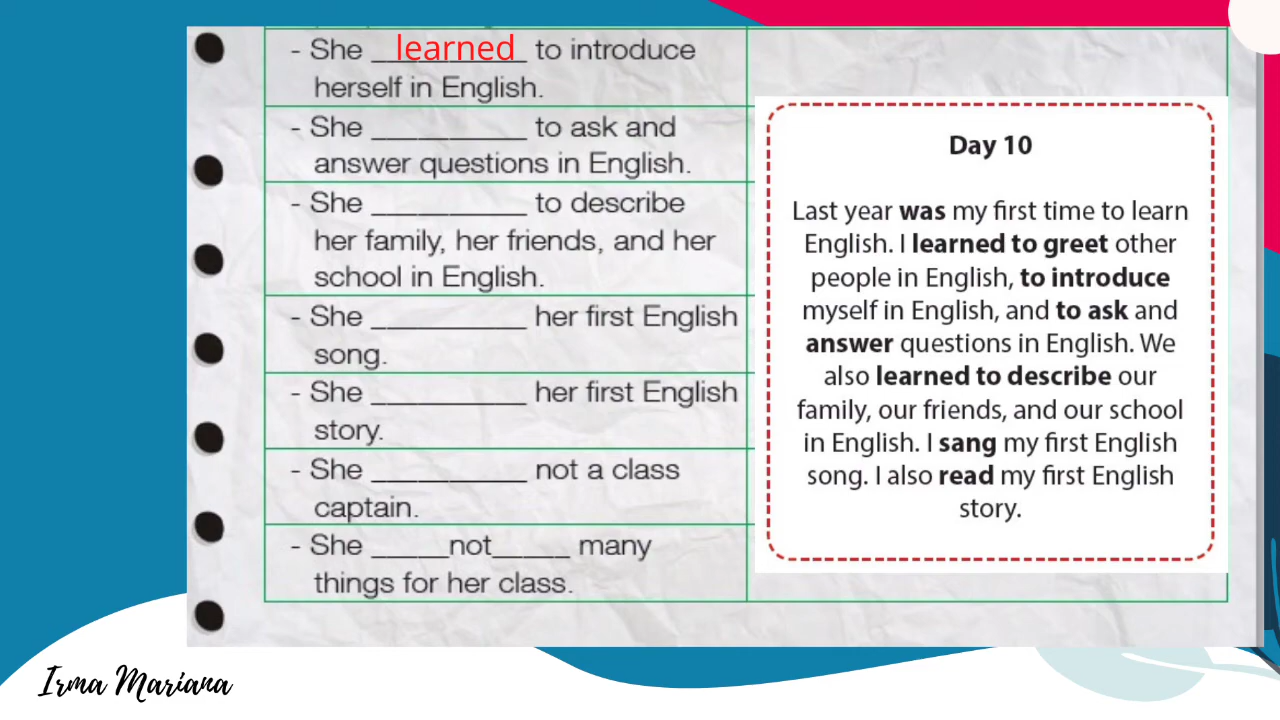 - She __learned__ to introduce
herself in English.
- She __________ to ask and
answer questions in English.
- She __________ to describe
her family, her friends, and her
school in English.
- She __________ her first English
song.
- She __________ her first English
story.
- She __________ not a class
captain.
- She _____not_____ many
things for her class.
Day 10
Last year was my first time to learn
English. I learned to greet other
people in English, to introduce
myself in English, and to ask and
answer questions in English. We
also learned to describe our
family, our friends, and our school
in English. I sang my first English
song. I also read my first English
story.
Irma Mariana